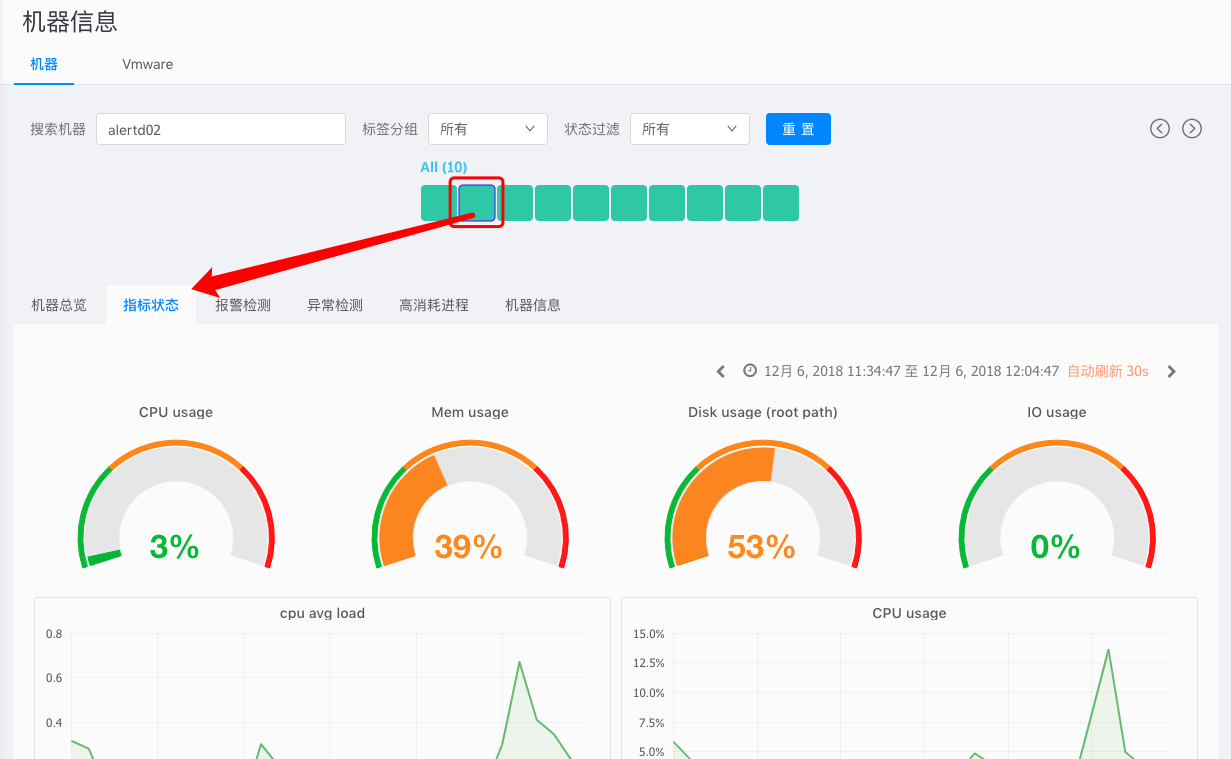 机器信息
机器 Vmware
搜索机器 alertd02 标签分组 所有 状态过滤 所有 重 置
All (10)
机器总览 指标状态 报警检测 异常检测 高消耗进程 机器信息
12月 6, 2018 11:34:47 至 12月 6, 2018 12:04:47 自动刷新 30s
CPU usage Mem usage Disk usage (root path) IO usage
3% 39% 53% 0%
cpu avg load CPU usage
0.8 15.0%
0.6 12.5%
10.0%
0.4 7.5%
5.0%